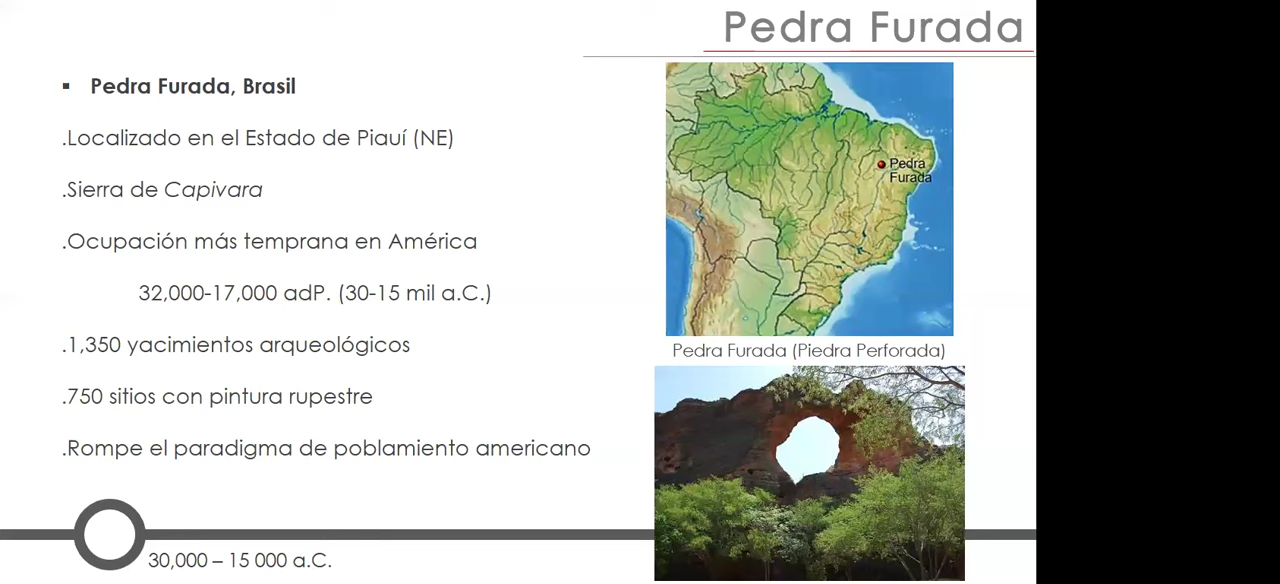 Pedra Furada
▪ Pedra Furada, Brasil
.Localizado en el Estado de Piauí (NE)
.Sierra de Capivara
.Ocupación más temprana en América
32,000-17,000 adP. (30-15 mil a.C.)
.1,350 yacimientos arqueológicos
.750 sitios con pintura rupestre
.Rompe el paradigma de poblamiento americano
Pedra
Furada
Pedra Furada (Piedra Perforada)
30,000 – 15 000 a.C.